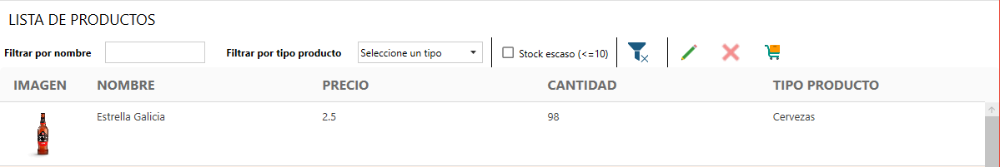 LISTA DE PRODUCTOS
Filtrar por nombre Filtrar por tipo producto Seleccione un tipo Stock escaso (<=10)
IMAGEN NOMBRE PRECIO CANTIDAD TIPO PRODUCTO
Estrella Galicia 2.5 98 Cervezas